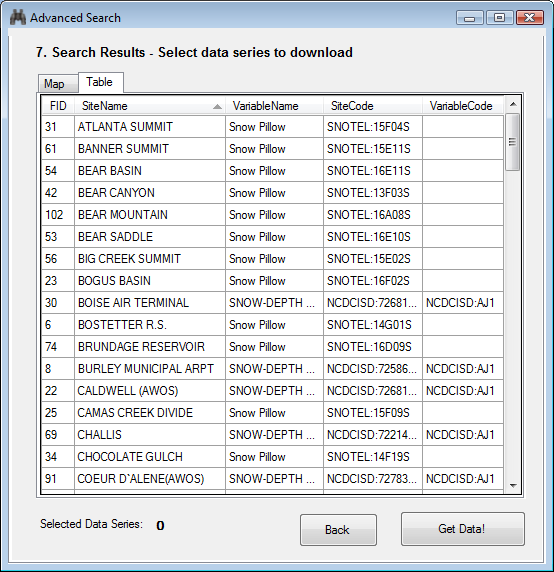 Advanced Search
7. Search Results - Select data series to download
Map Table
FID SiteName VariableName SiteCode VariableCode
31 ATLANTA SUMMIT Snow Pillow SNOTEL:15F04S
61 BANNER SUMMIT Snow Pillow SNOTEL:15E11S
54 BEAR BASIN Snow Pillow SNOTEL:16E11S
42 BEAR CANYON Snow Pillow SNOTEL:13F03S
102 BEAR MOUNTAIN Snow Pillow SNOTEL:16A08S
53 BEAR SADDLE Snow Pillow SNOTEL:16E10S
56 BIG CREEK SUMMIT Snow Pillow SNOTEL:15E02S
23 BOGUS BASIN Snow Pillow SNOTEL:16F02S
30 BOISE AIR TERMINAL SNOW-DEPTH ... NCDCISD:72681... NCDCISD:AJ1
6 BOSTETTER R.S. Snow Pillow SNOTEL:14G01S
74 BRUNDAGE RESERVOIR Snow Pillow SNOTEL:16D09S
8 BURLEY MUNICIPAL ARPT SNOW-DEPTH ... NCDCISD:72586... NCDCISD:AJ1
22 CALDWELL (AWOS) SNOW-DEPTH ... NCDCISD:72681... NCDCISD:AJ1
25 CAMAS CREEK DIVIDE Snow Pillow SNOTEL:15F09S
69 CHALLIS SNOW-DEPTH ... NCDCISD:72214... NCDCISD:AJ1
34 CHOCOLATE GULCH Snow Pillow SNOTEL:14F19S
91 COEUR D`ALENE(AWOS) SNOW-DEPTH ... NCDCISD:72783... NCDCISD:AJ1
Selected Data Series: 0
Back Get Data!